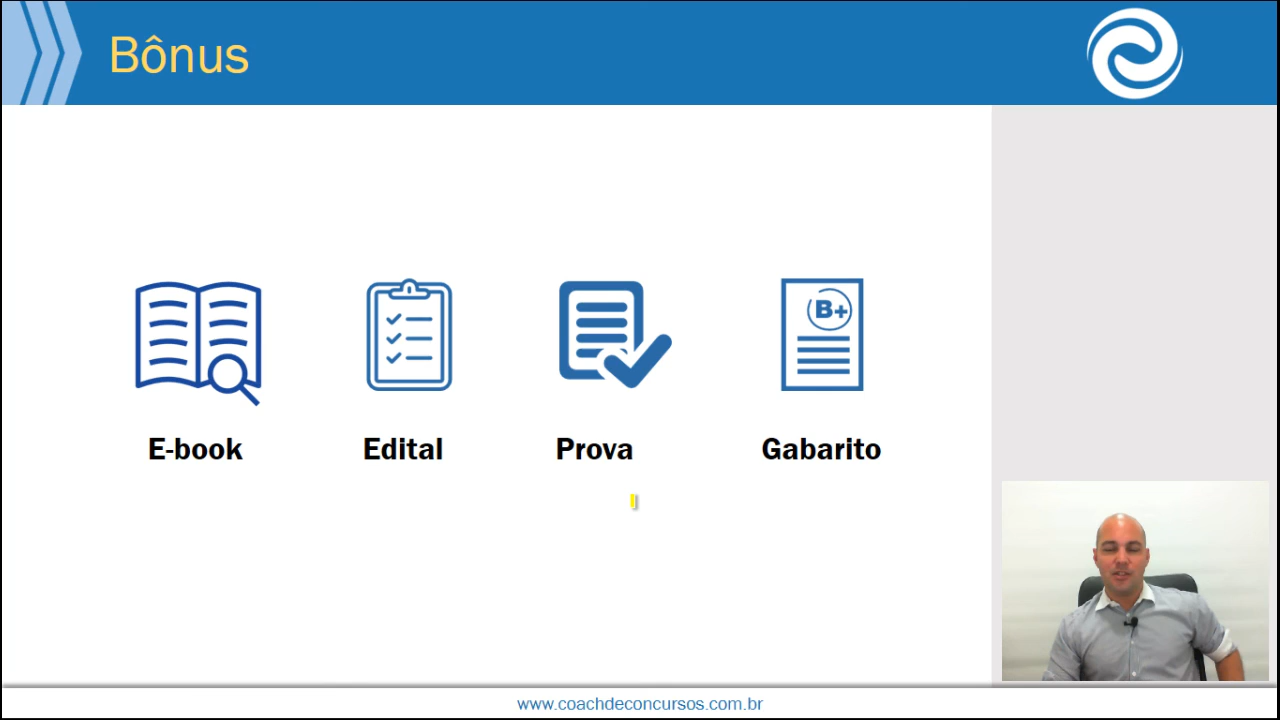 Bônus
B+
E-book
Edital
Prova
Gabarito
www.coachdeconcursos.com.br